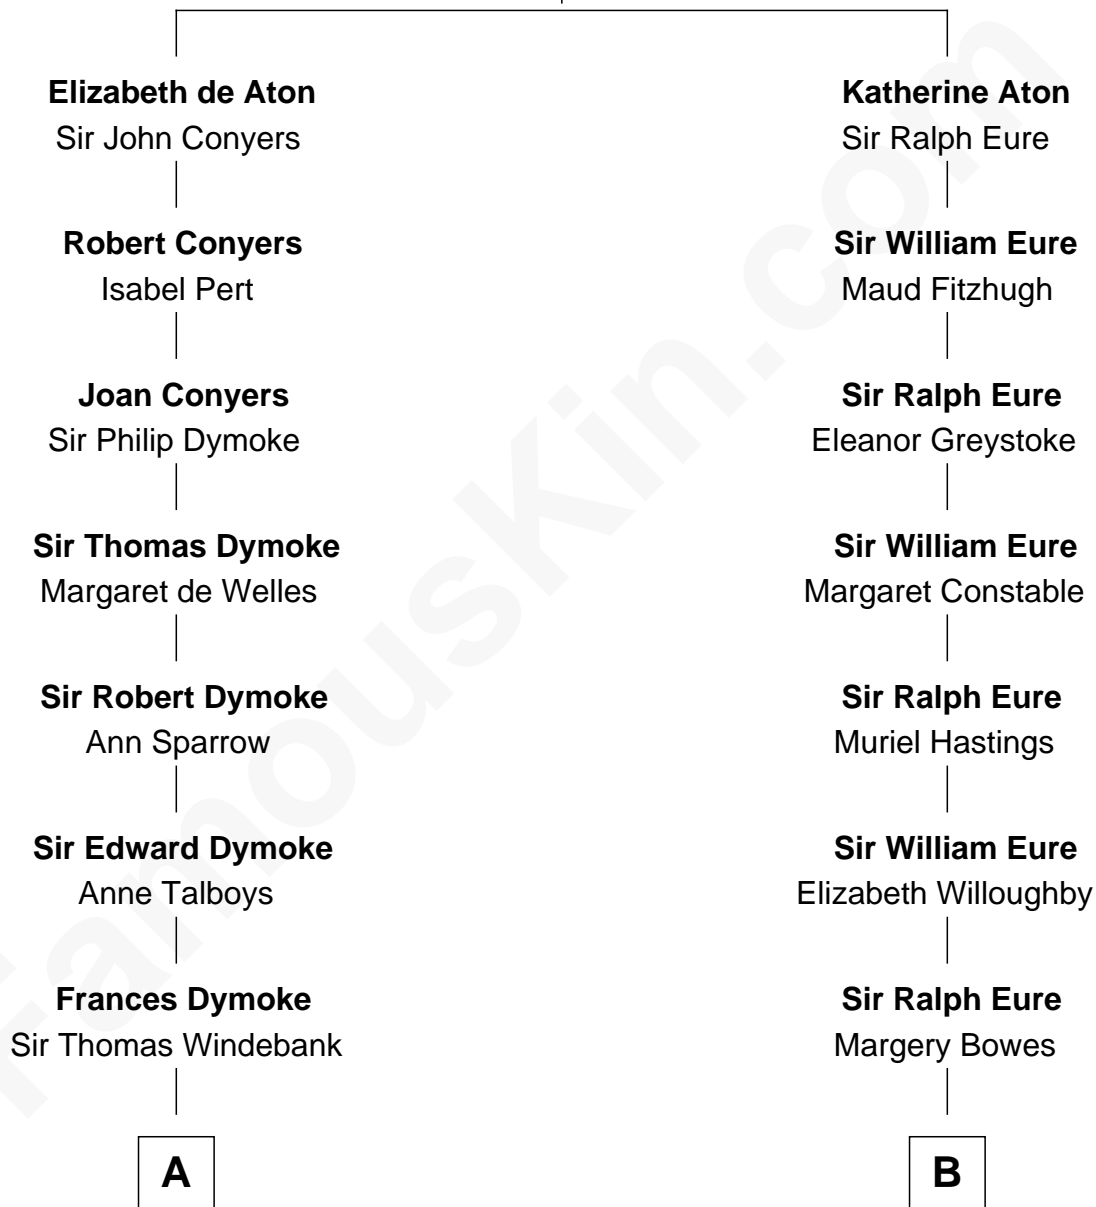 Elizabeth de Aton
Sir John Conyers
Robert Conyers
Isabel Pert
Joan Conyers
Sir Philip Dymoke
Sir Thomas Dymoke
Margaret de Welles
Sir Robert Dymoke
Ann Sparrow
Sir Edward Dymoke
Anne Talboys
Frances Dymoke
Sir Thomas Windebank
A
Katherine Aton
Sir Ralph Eure
Sir William Eure
Maud Fitzhugh
Sir Ralph Eure
Eleanor Greystoke
Sir William Eure
Margaret Constable
Sir Ralph Eure
Muriel Hastings
Sir William Eure
Elizabeth Willoughby
Sir Ralph Eure
Margery Bowes
B
FamousKin.com